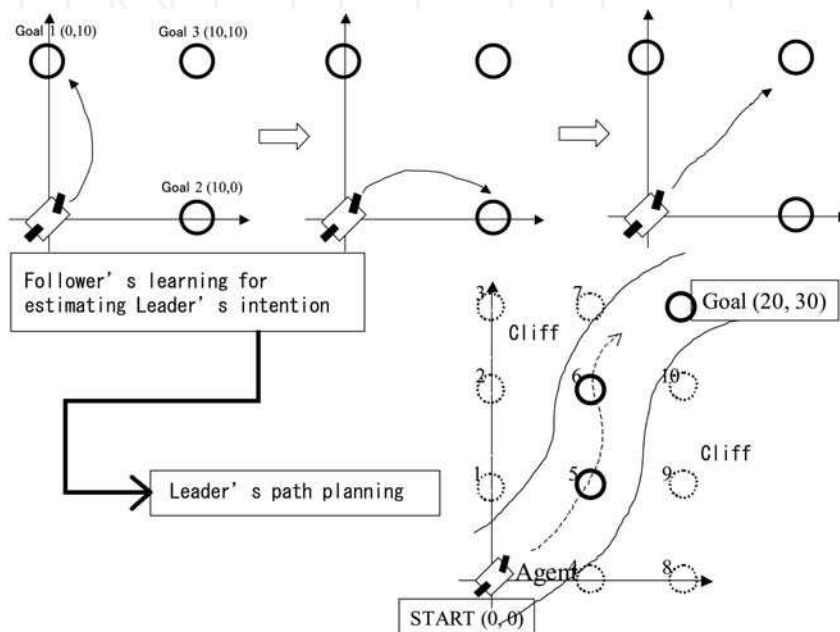 Goal 1 (0,10)
Goal 3 (10,10)
Goal 2 (10,0)
Follower's learning for
estimating Leader's intention
Leader's path planning
3
7
Goal (20, 30)
Cliff
2
6
10
Cliff
1
5
9
Agent
4
8
START (0, 0)